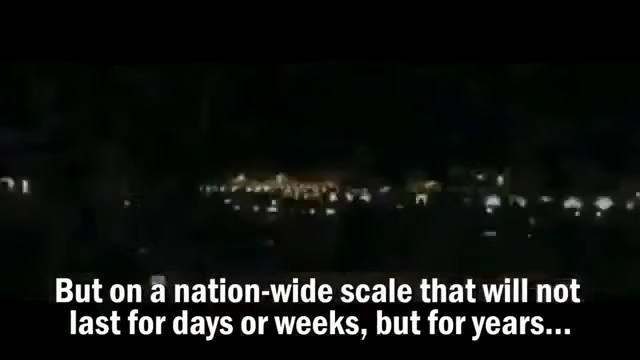 But on a nation-wide scale that will not
last for days or weeks, but for years...